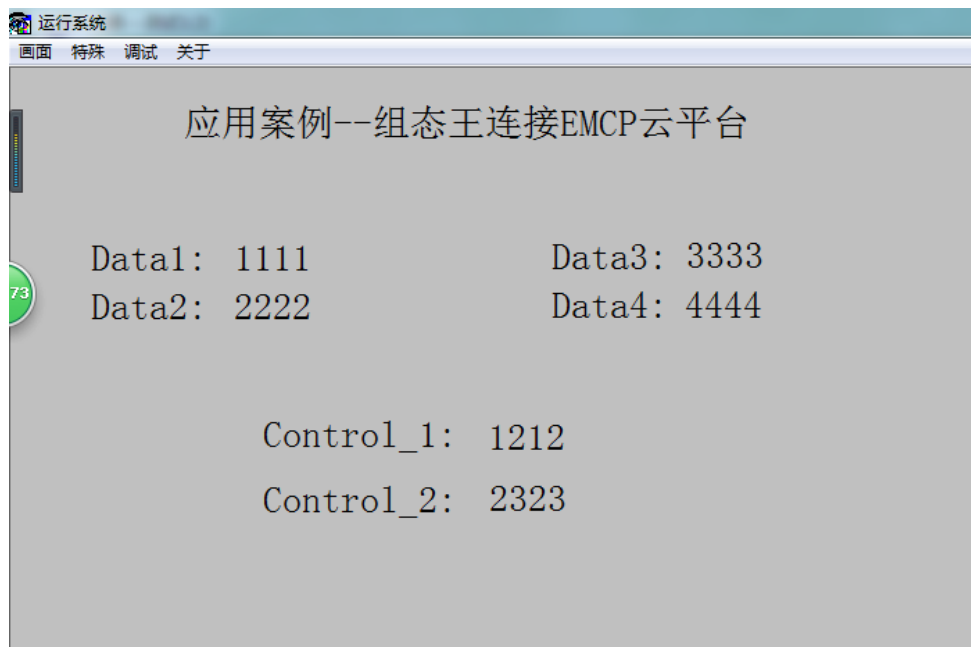 运行系统
画面 特殊 调试 关于
应用案例--组态王连接EMCP云平台
Data1: 1111 Data3: 3333
Data2: 2222 Data4: 4444
73
Control_1: 1212
Control_2: 2323